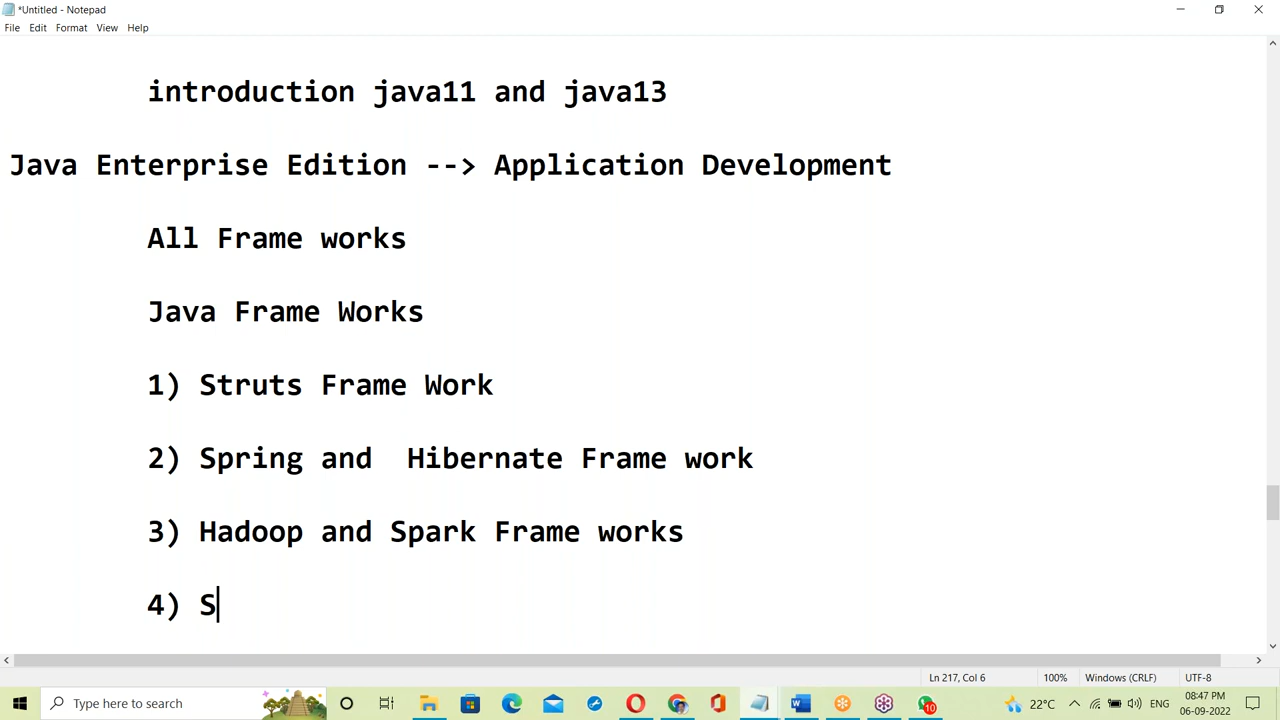 *Untitled - Notepad
File Edit Format View Help
introduction java11 and java13
Java Enterprise Edition --> Application Development
All Frame works
Java Frame Works
1) Struts Frame Work
2) Spring and  Hibernate Frame work
3) Hadoop and Spark Frame works
4) S
Ln 217, Col 6 100% Windows (CRLF) UTF-8
Type here to search 10 22°C ENG 08:47 PM
06-09-2022